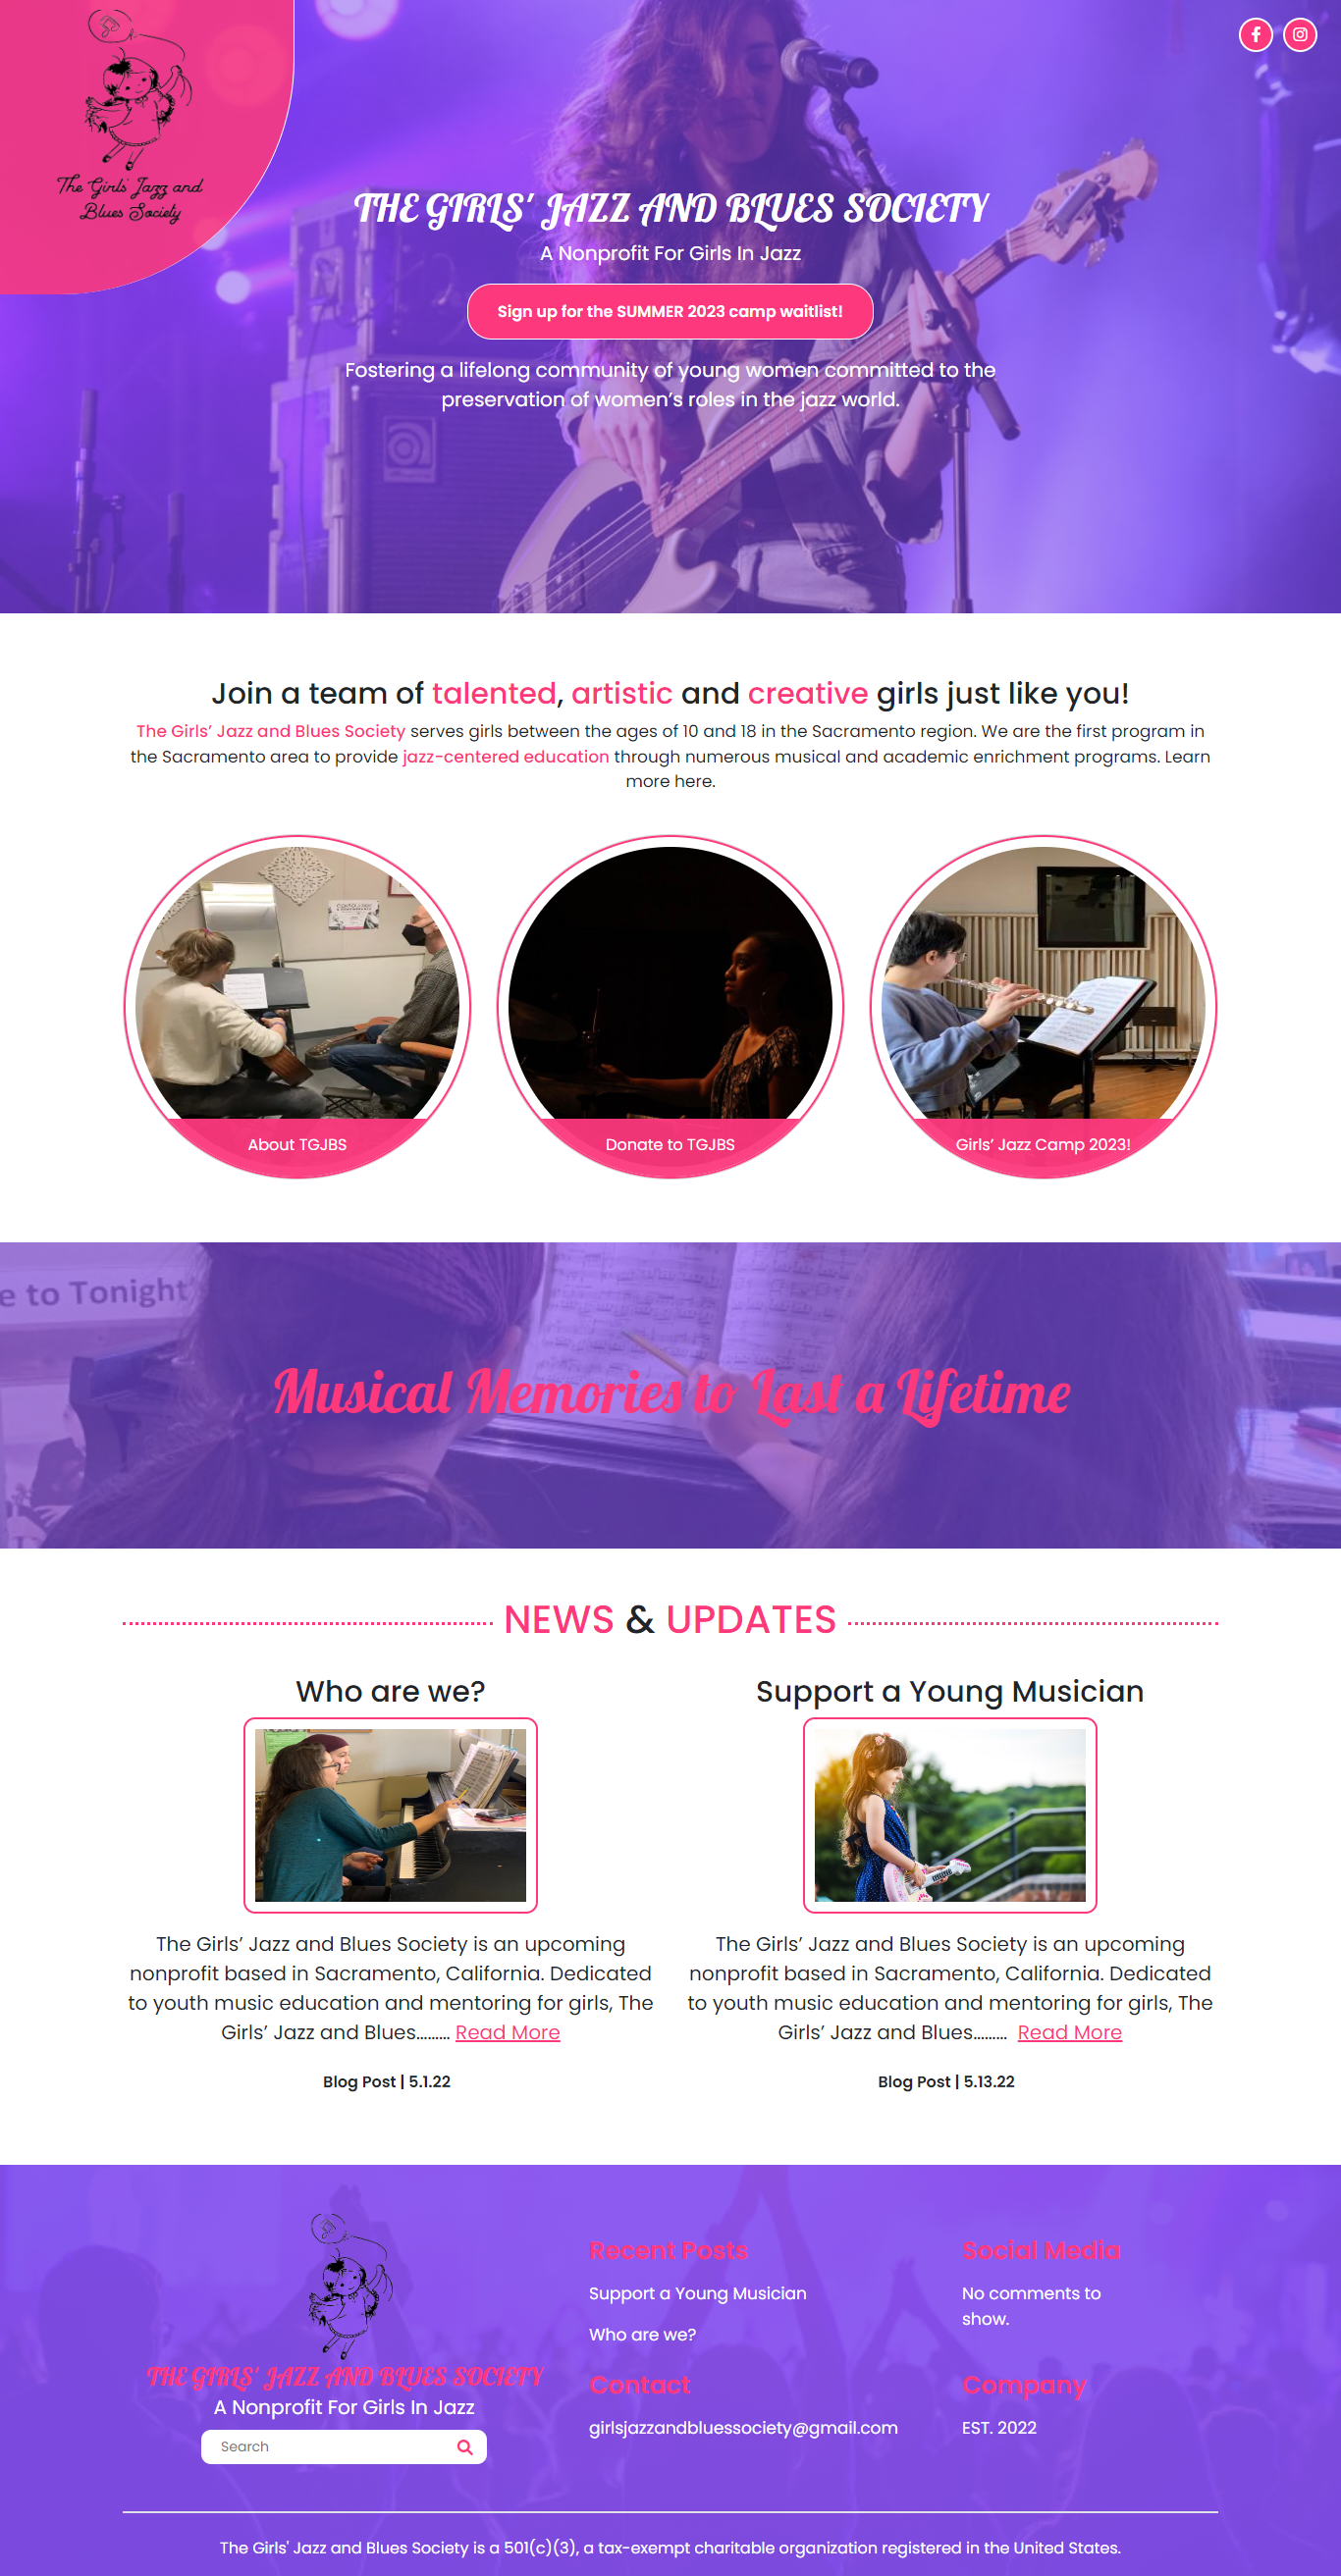 The Girls' Jazz and
Blues Society
THE GIRLS' JAZZ AND BLUES SOCIETY
A Nonprofit For Girls In Jazz
Sign up for the SUMMER 2023 camp waitlist!
Fostering a lifelong community of young women committed to the
preservation of women's roles in the jazz world.
Join a team of talented, artistic and creative girls just like you!
The Girls' Jazz and Blues Society serves girls between the ages of 10 and 18 in the Sacramento region. We are the first program in
the Sacramento area to provide jazz-centered education through numerous musical and academic enrichment programs. Learn
more here.
About TGJBS
Donate to TGJBS
Girls' Jazz Camp 2023!
e to Tonight
Musical Memories to Last a Lifetime
NEWS & UPDATES
Who are we?
The Girls' Jazz and Blues Society is an upcoming
nonprofit based in Sacramento, California. Dedicated
to youth music education and mentoring for girls, The
Girls' Jazz and Blues……… Read More
Blog Post | 5.1.22
Support a Young Musician
The Girls' Jazz and Blues Society is an upcoming
nonprofit based in Sacramento, California. Dedicated
to youth music education and mentoring for girls, The
Girls' Jazz and Blues……… Read More
Blog Post | 5.13.22
THE GIRLS' JAZZ AND BLUES SOCIETY
A Nonprofit For Girls In Jazz
Search
Recent Posts
Support a Young Musician
Who are we?
Contact
girlsjazzandbluessociety@gmail.com
Social Media
No comments to
show.
Company
EST. 2022
The Girls' Jazz and Blues Society is a 501(c)(3), a tax-exempt charitable organization registered in the United States.